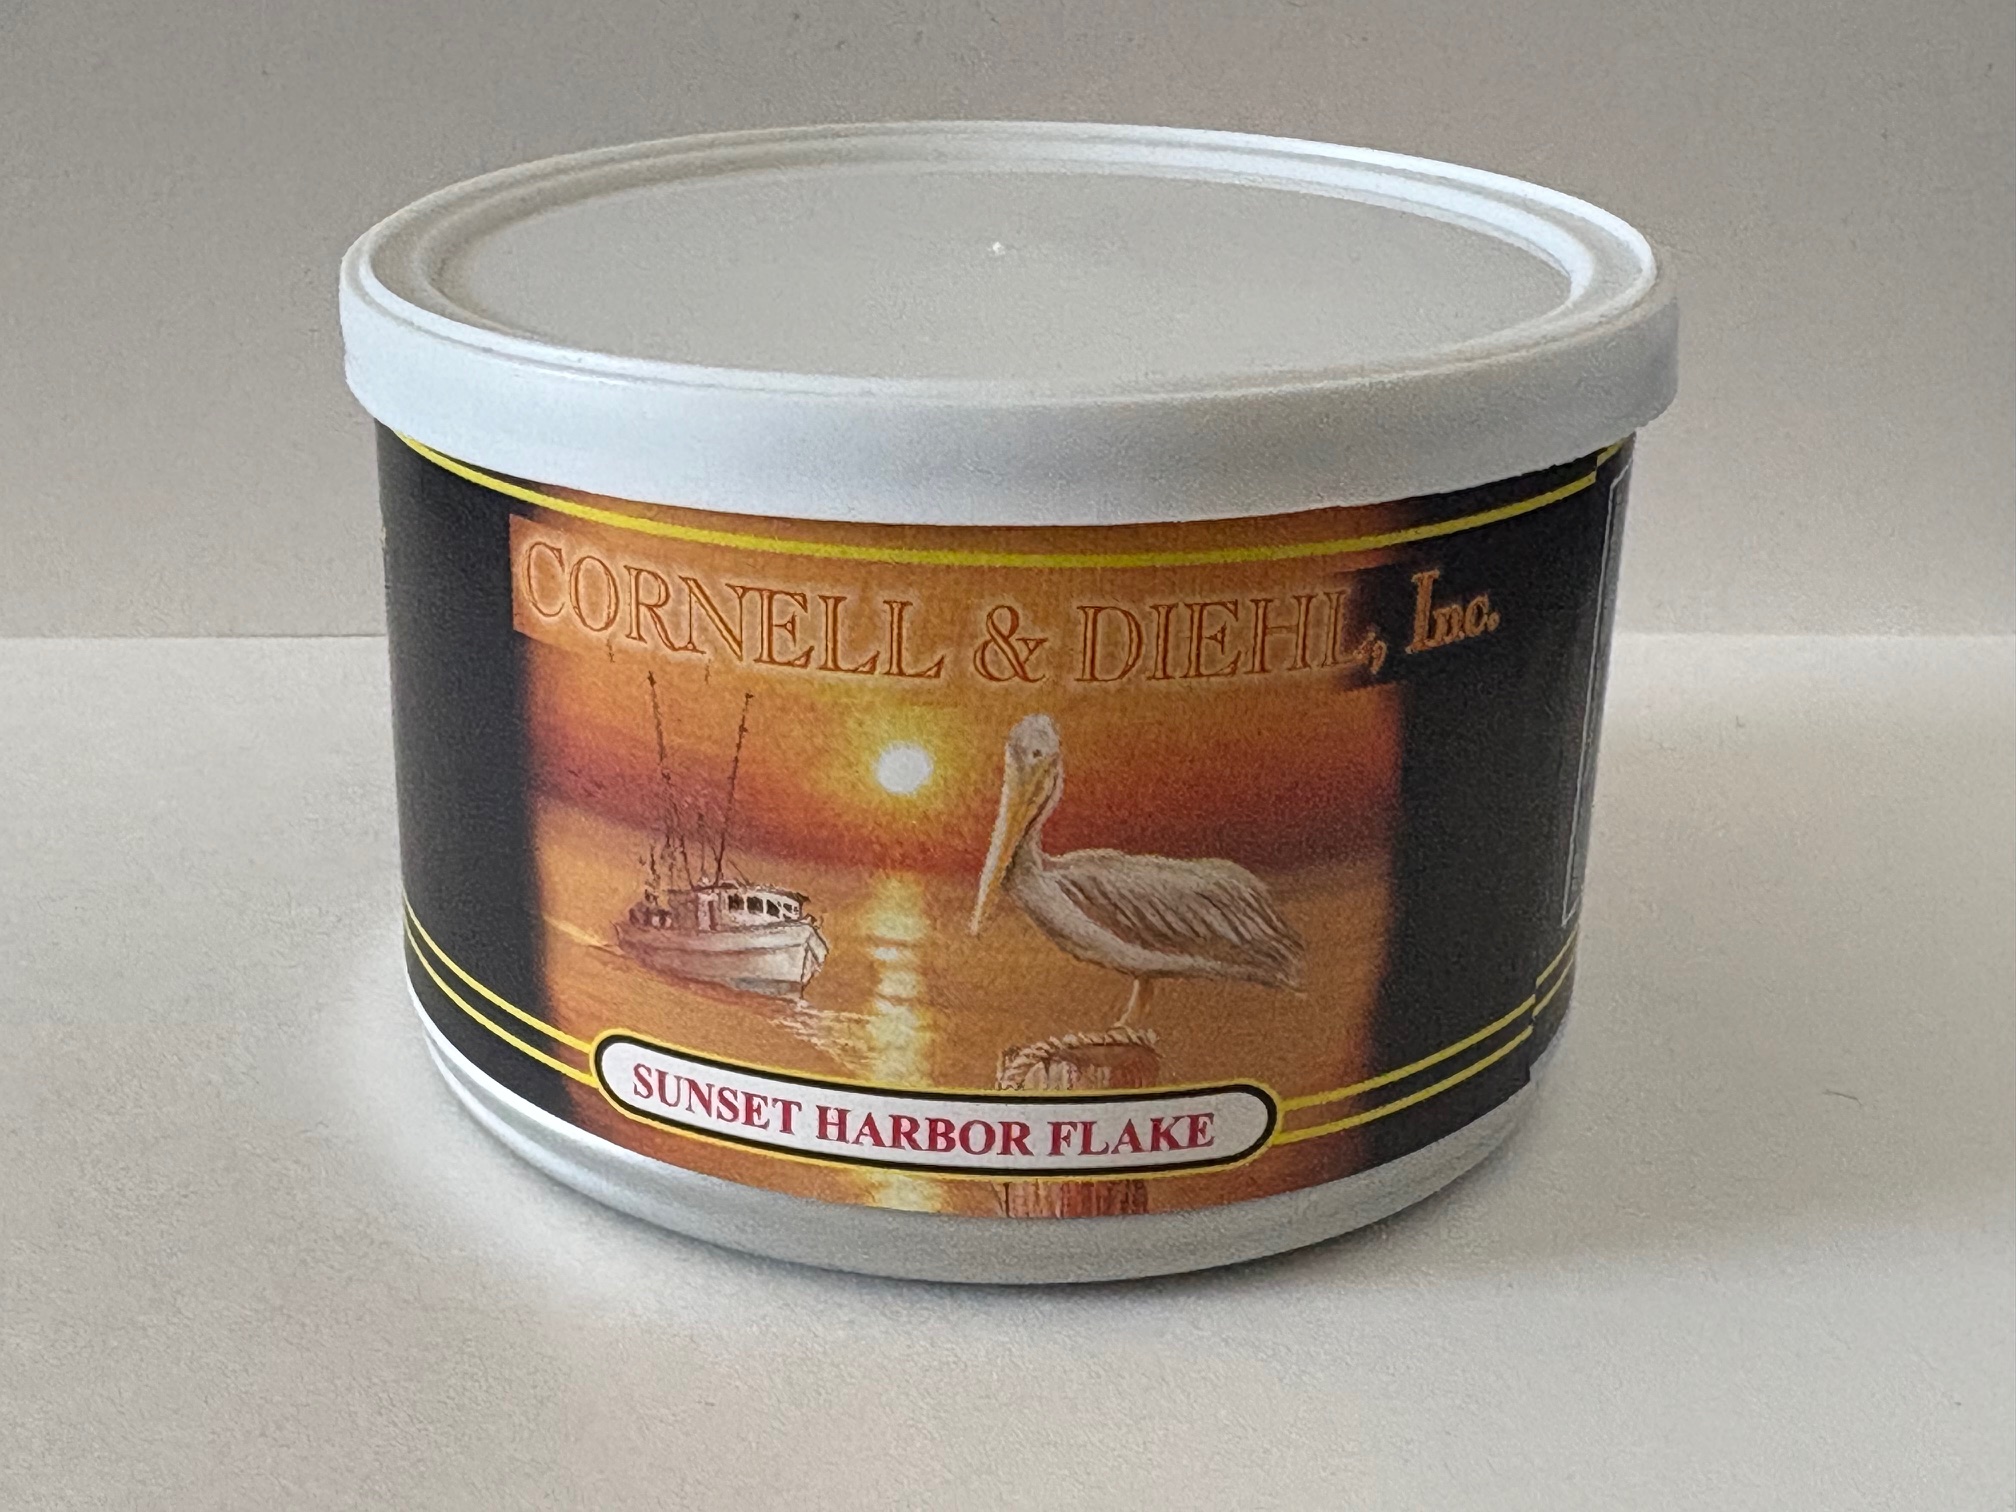 CORNELL & DIEHL, Inc.
SUNSET HARBOR FLAKE